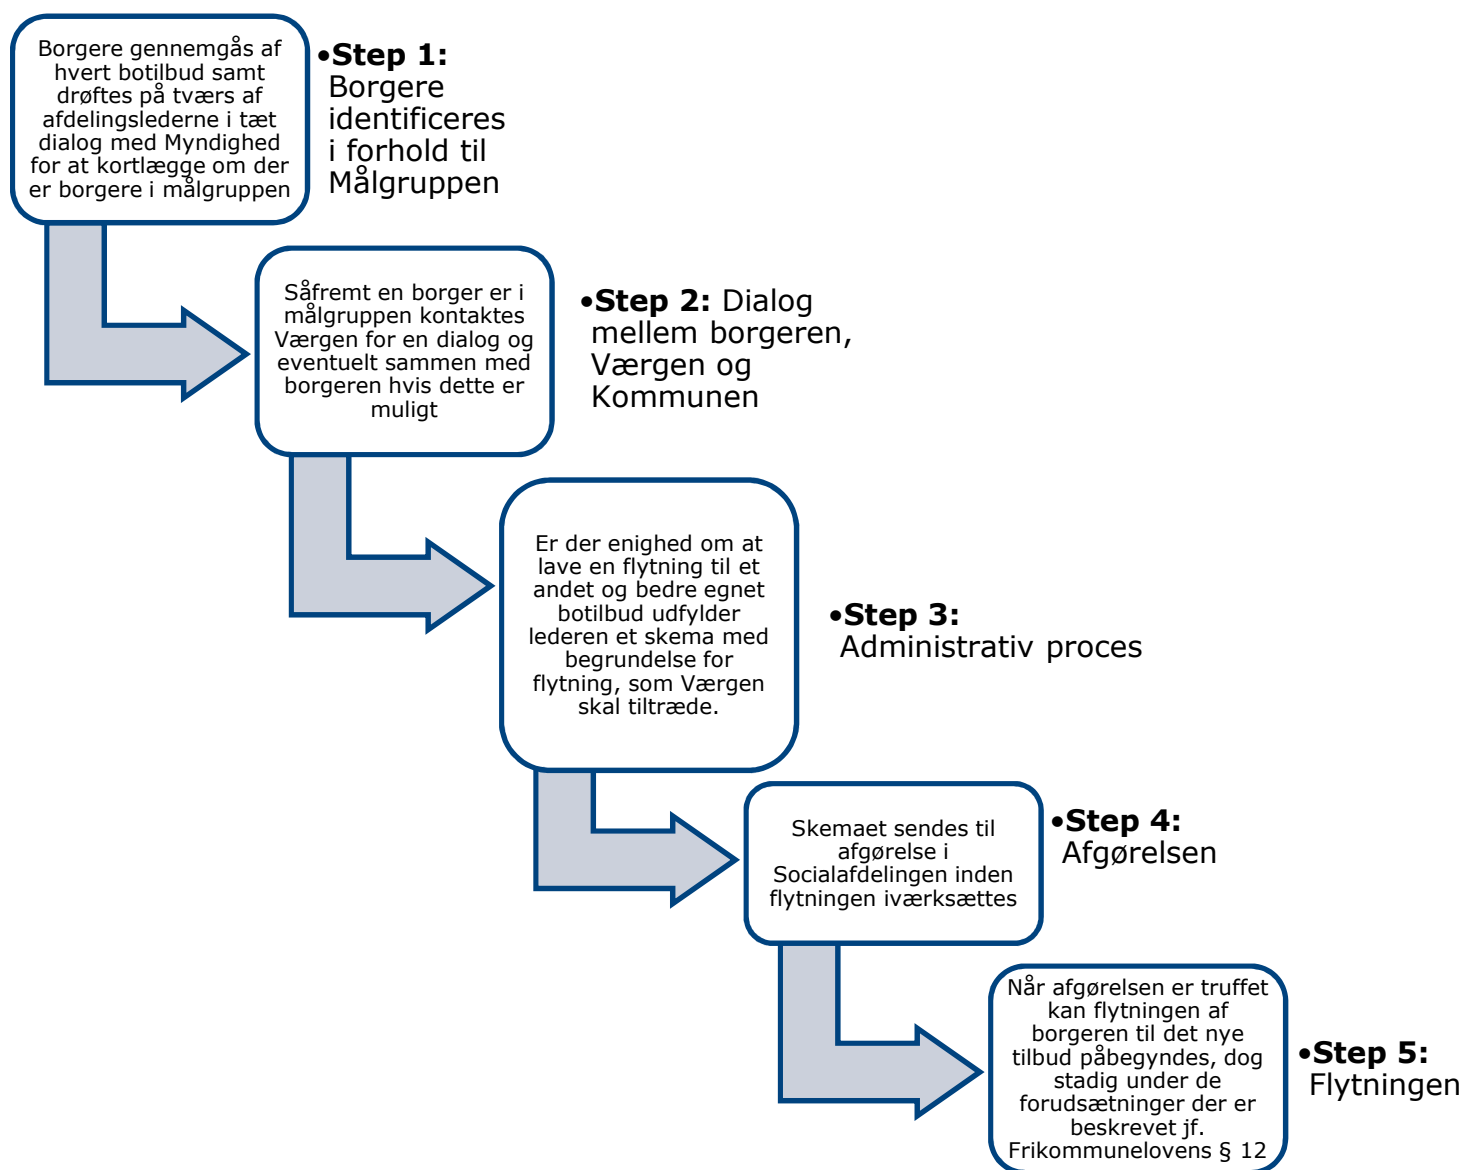 Borgere gennemgås af
hvert botilbud samt
drøftes på tværs af
afdelingslederne i tæt
dialog med Myndighed
for at kortlægge om der
er borgere i målgruppen
•Step 1:
Borgere
identificeres
i forhold til
Målgruppen
Såfremt en borger er i
målgruppen kontaktes
Værgen for en dialog og
eventuelt sammen med
borgeren hvis dette er
muligt
•Step 2: Dialog
mellem borgeren,
Værgen og
Kommunen
Er der enighed om at
lave en flytning til et
andet og bedre egnet
botilbud udfylder
lederen et skema med
begrundelse for
flytning, som Værgen
skal tiltræde.
•Step 3:
Administrativ proces
Skemaet sendes til
afgørelse i
Socialafdelingen inden
flytningen iværksættes
•Step 4:
Afgørelsen
Når afgørelsen er truffet
kan flytningen af
borgeren til det nye
tilbud påbegyndes, dog
stadig under de
forudsætninger der er
beskrevet jf.
Frikommunelovens § 12
•Step 5:
Flytningen